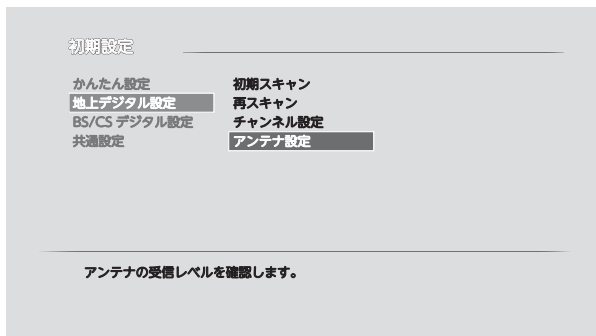 初期設定
かんたん設定
地上デジタル設定
BS/CS デジタル設定
共通設定
初期スキャン
再スキャン
チャンネル設定
アンテナ設定
アンテナの受信レベルを確認します。